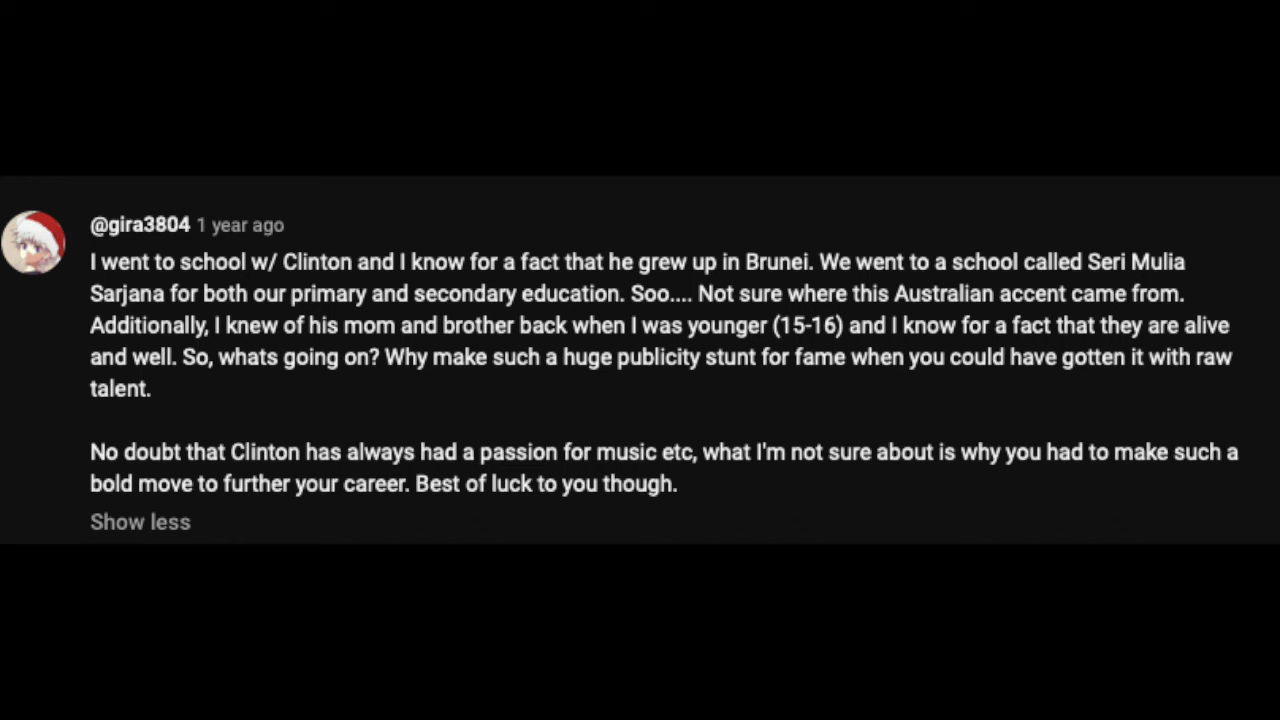 @gira3804 1 year ago
I went to school w/ Clinton and I know for a fact that he grew up in Brunei. We went to a school called Seri Mulia
Sarjana for both our primary and secondary education. Soo.... Not sure where this Australian accent came from.
Additionally, I knew of his mom and brother back when I was younger (15-16) and I know for a fact that they are alive
and well. So, whats going on? Why make such a huge publicity stunt for fame when you could have gotten it with raw
talent.
No doubt that Clinton has always had a passion for music etc, what I'm not sure about is why you had to make such a
bold move to further your career. Best of luck to you though.
Show less